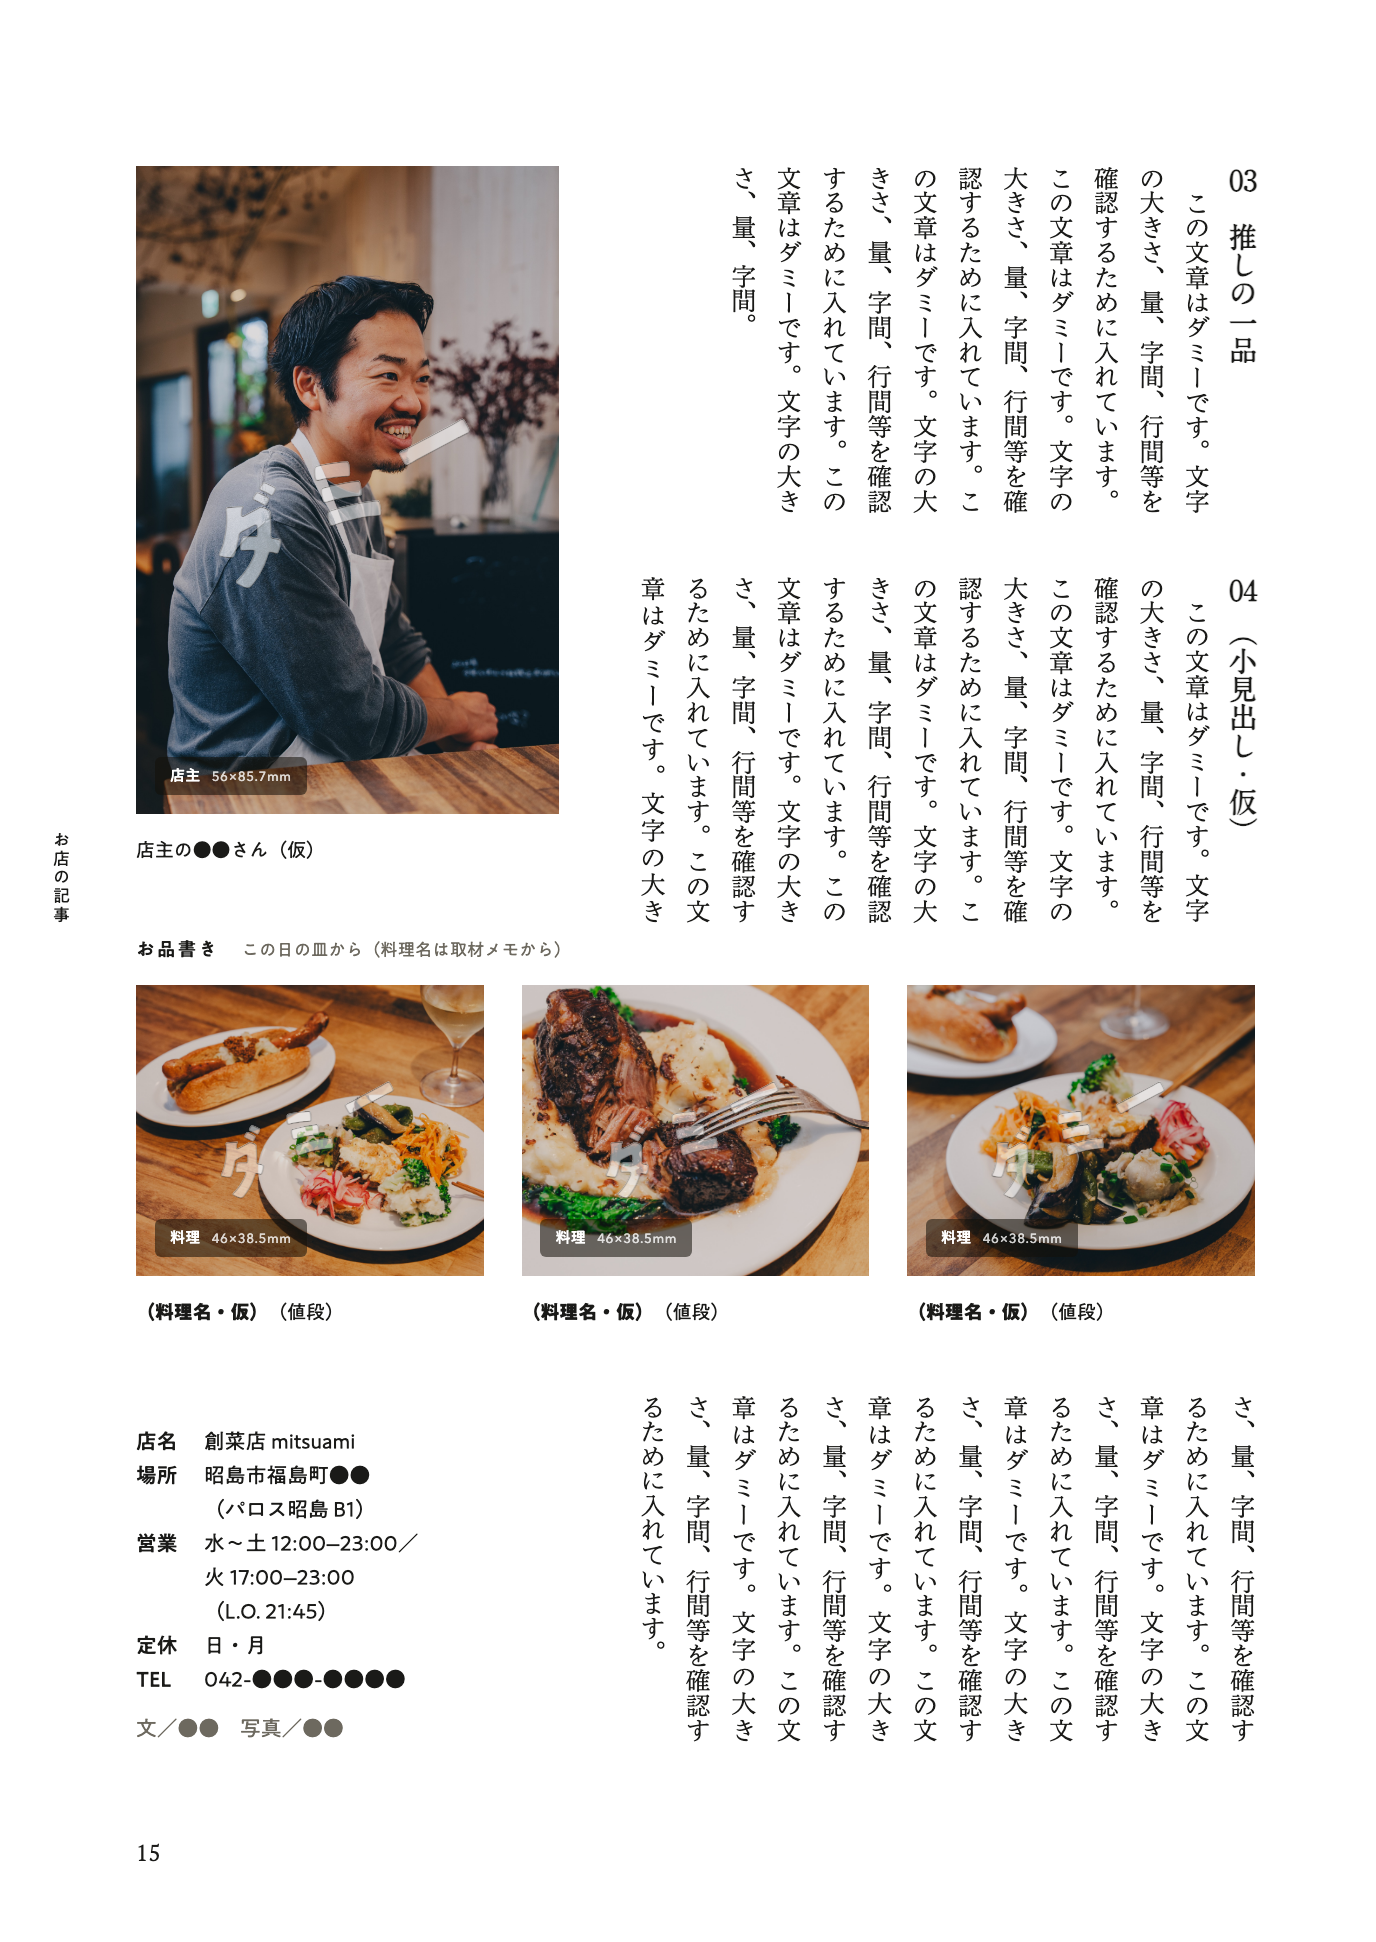 03　推しの一品
この文章はダミーです。文字
の大きさ、量、字間、行間等を
確認するために入れています。
この文章はダミーです。文字の
大きさ、量、字間、行間等を確
認するために入れています。こ
の文章はダミーです。文字の大
きさ、量、字間、行間等を確認
するために入れています。この
文章はダミーです。文字の大き
さ、量、字間。
04　（小見出し・仮）
この文章はダミーです。文字
の大きさ、量、字間、行間等を
確認するために入れています。
この文章はダミーです。文字の
大きさ、量、字間、行間等を確
認するために入れています。こ
の文章はダミーです。文字の大
きさ、量、字間、行間等を確認
するために入れています。この
文章はダミーです。文字の大き
さ、量、字間、行間等を確認す
るために入れています。この文
章はダミーです。文字の大き
さ、量、字間、行間等を確認す
るために入れています。この文
章はダミーです。文字の大き
さ、量、字間、行間等を確認す
るために入れています。この文
章はダミーです。文字の大き
さ、量、字間、行間等を確認す
るために入れています。この文
章はダミーです。文字の大き
さ、量、字間、行間等を確認す
るために入れています。この文
章はダミーです。文字の大き
さ、量、字間、行間等を確認す
るために入れています。
ダミー
店主 56×85.7mm
店主の●●さん（仮）
お店の記事
お品書き　この日の皿から（料理名は取材メモから）
ダミー
料理 46×38.5mm
（料理名・仮）（値段）
ダミー
料理 46×38.5mm
（料理名・仮）（値段）
ダミー
料理 46×38.5mm
（料理名・仮）（値段）
店名　創菜店 mitsuami
場所　昭島市福島町●●
（パロス昭島 B1）
営業　水～土 12:00–23:00／
火 17:00–23:00
（L.O. 21:45）
定休　日・月
TEL　042-●●●-●●●●
文／●●　写真／●●
15